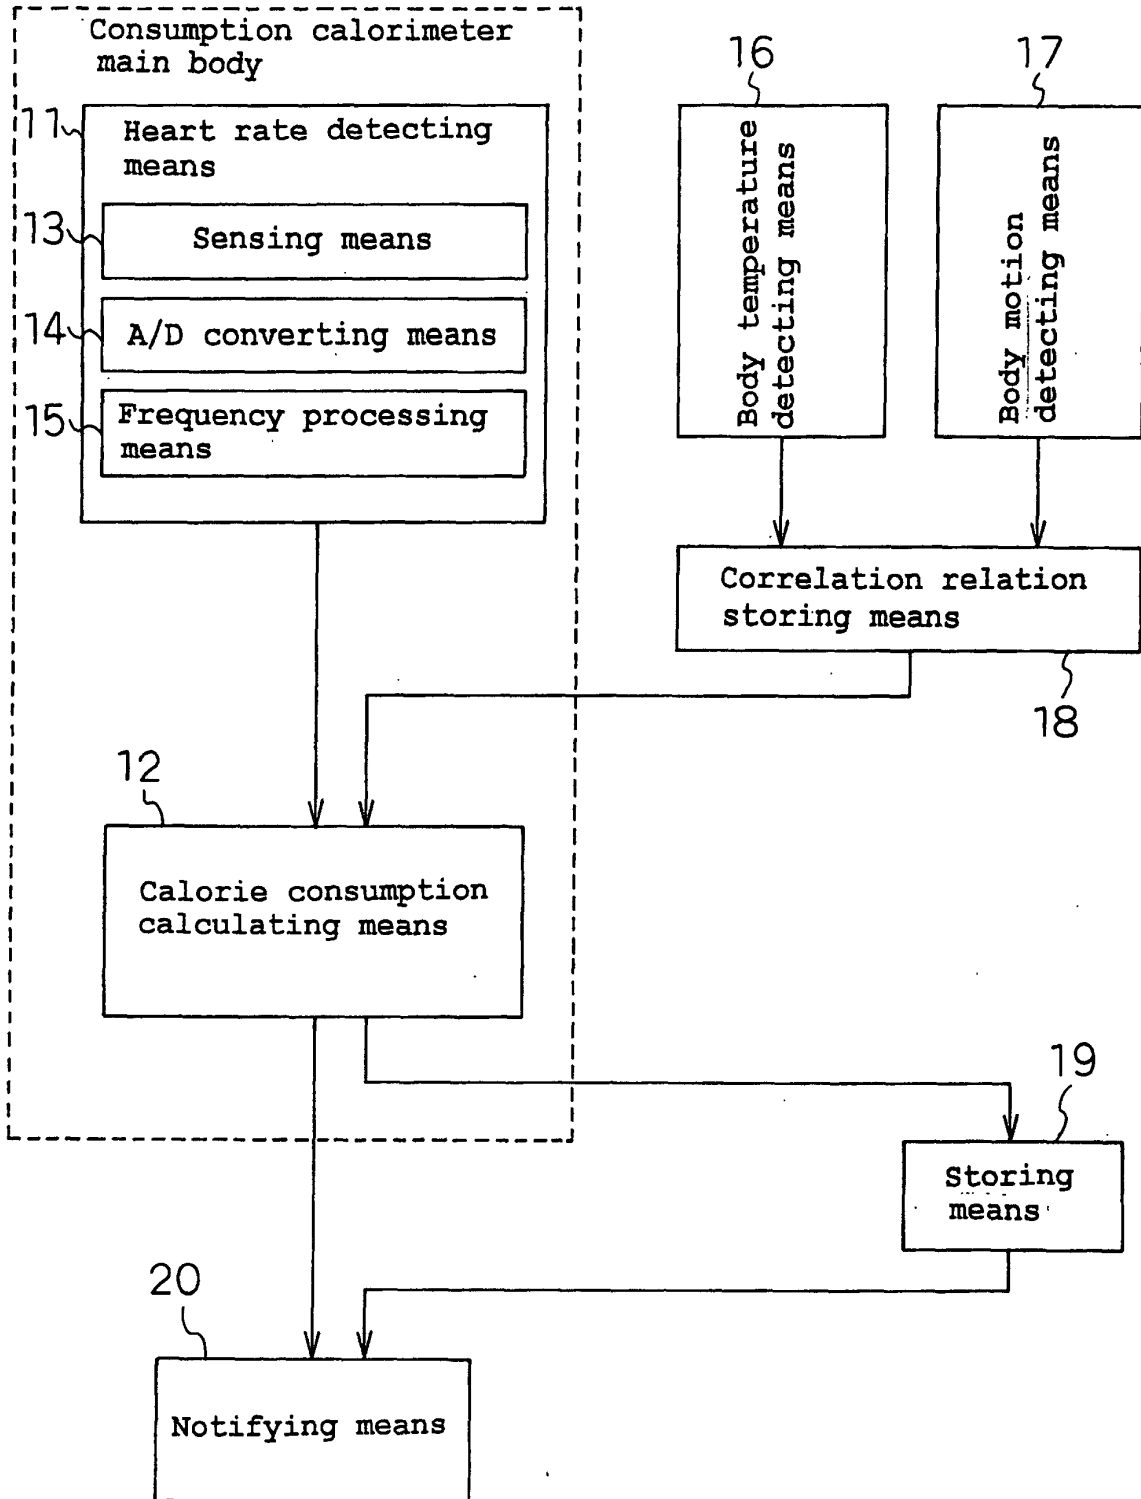 Consumption calorimeter
main body
11
Heart rate detecting
means
13
Sensing means
14
A/D converting means
15
Frequency processing
means
16
Body temperature
detecting means
17
Body motion
detecting means
Correlation relation
storing means
18
12
Calorie consumption
calculating means
19
Storing
means
20
Notifying means